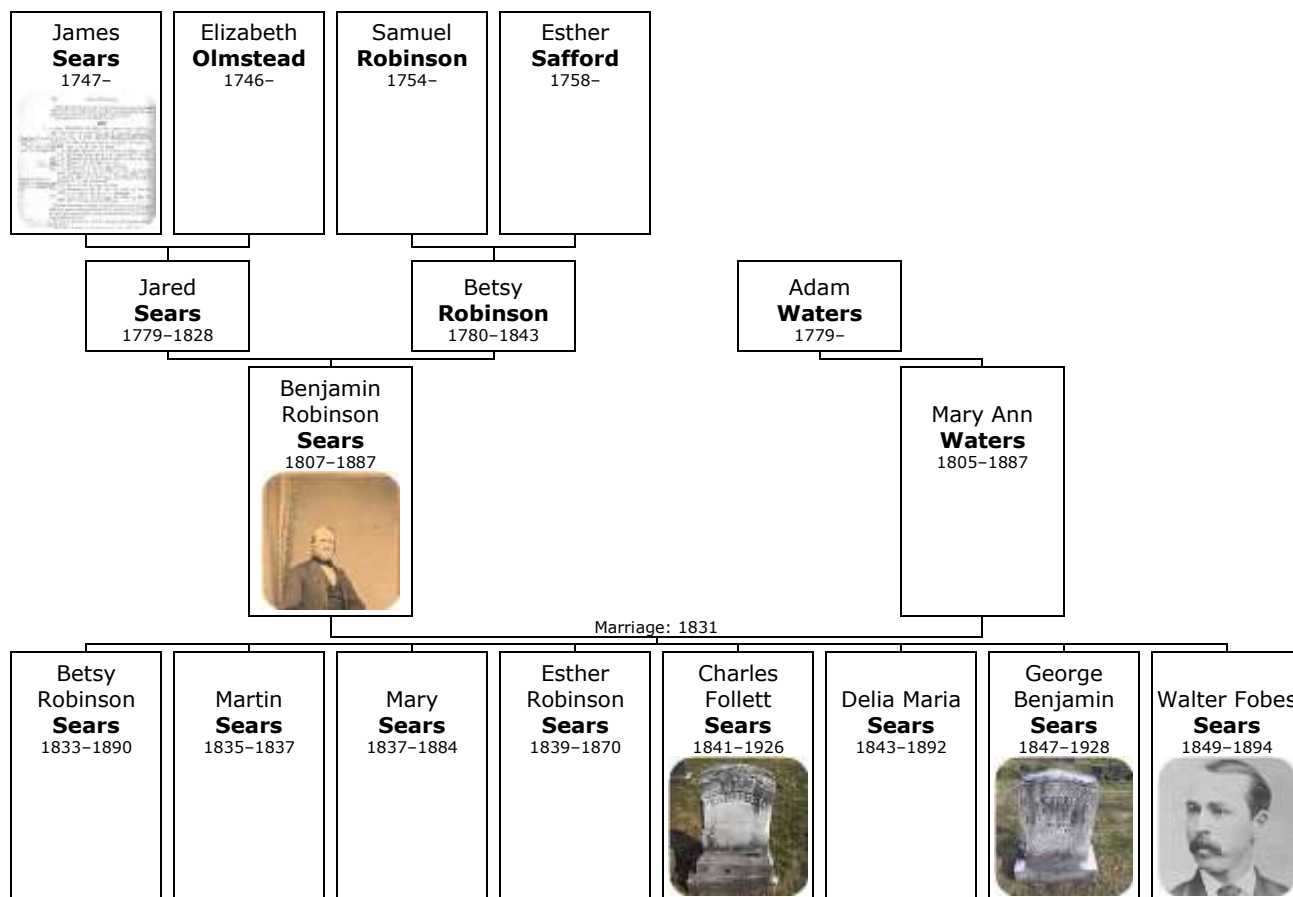 James
Sears
1747–
Elizabeth
Olmstead
1746–
Samuel
Robinson
1754–
Esther
Safford
1758–
Jared
Sears
1779–1828
Betsy
Robinson
1780–1843
Adam
Waters
1779–
Benjamin
Robinson
Sears
1807–1887
Mary Ann
Waters
1805–1887
Marriage: 1831
Betsy
Robinson
Sears
1833–1890
Martin
Sears
1835–1837
Mary
Sears
1837–1884
Esther
Robinson
Sears
1839–1870
Charles
Follett
Sears
1841–1926
Delia Maria
Sears
1843–1892
George
Benjamin
Sears
1847–1928
Walter Fobes
Sears
1849–1894